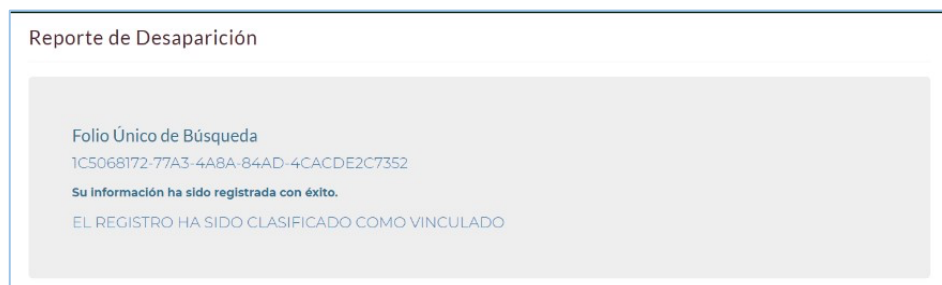 Reporte de Desaparición
Folio Único de Búsqueda
1C5068172-77A3-4A8A-84AD-4CACDE2C7352
Su información ha sido registrada con éxito.
EL REGISTRO HA SIDO CLASIFICADO COMO VINCULADO